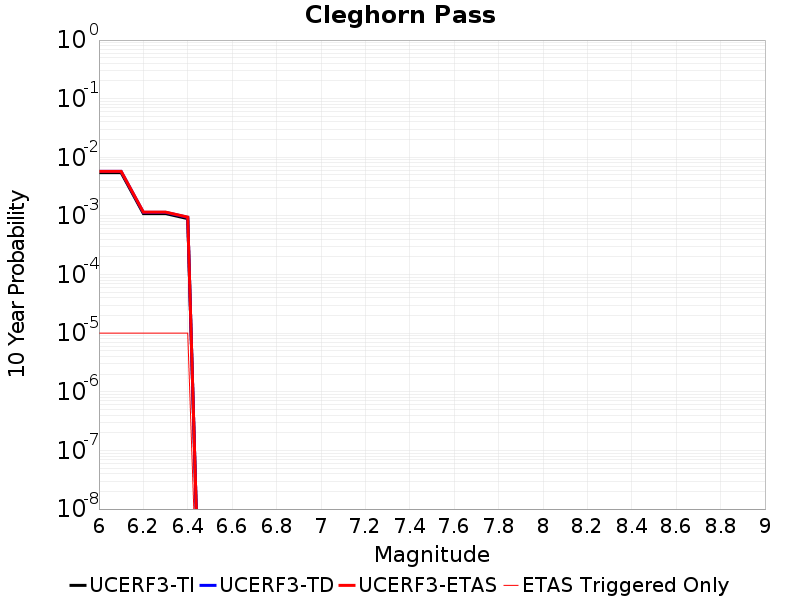 Cleghorn Pass
10^0
10^-1
10^-2
10^-3
10^-4
10^-5
10^-6
10^-7
10^-8
10 Year Probability
6 6.2 6.4 6.6 6.8 7 7.2 7.4 7.6 7.8 8 8.2 8.4 8.6 8.8 9
Magnitude
UCERF3-TI UCERF3-TD UCERF3-ETAS ETAS Triggered Only